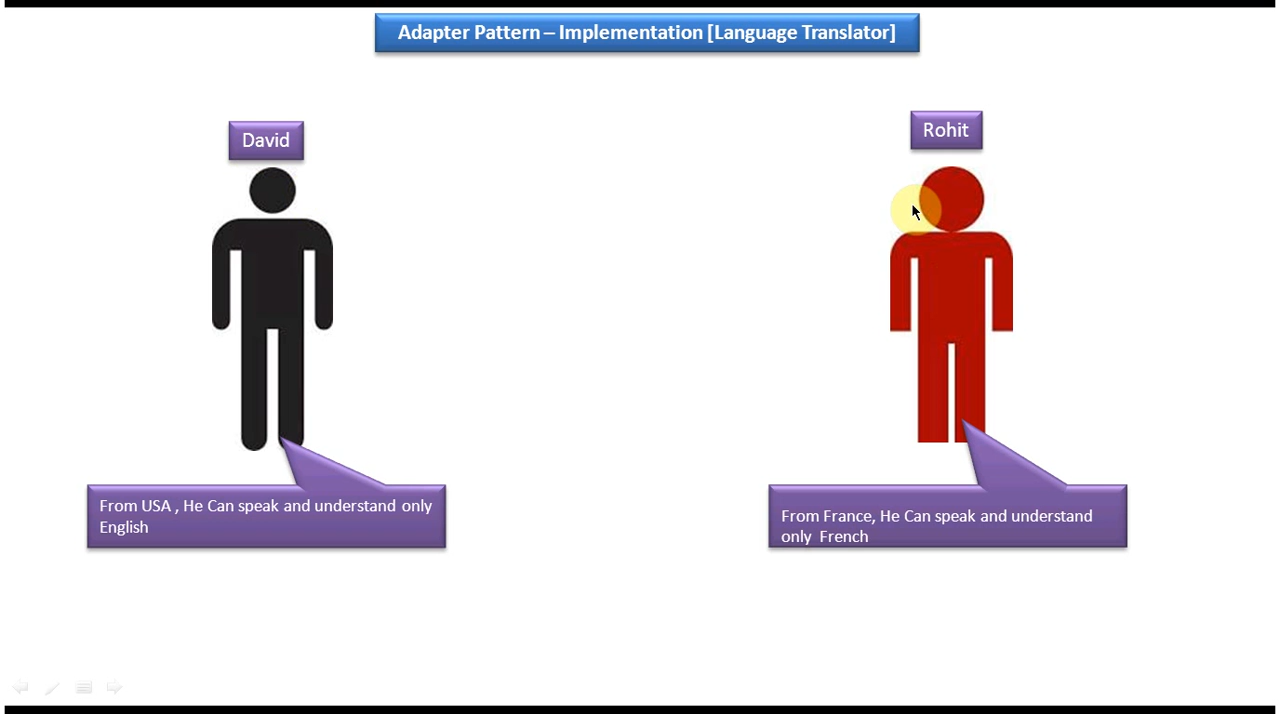 Adapter Pattern – Implementation [Language Translator]
David
Rohit
From USA , He Can speak and understand only
English
From France, He Can speak and understand
only French